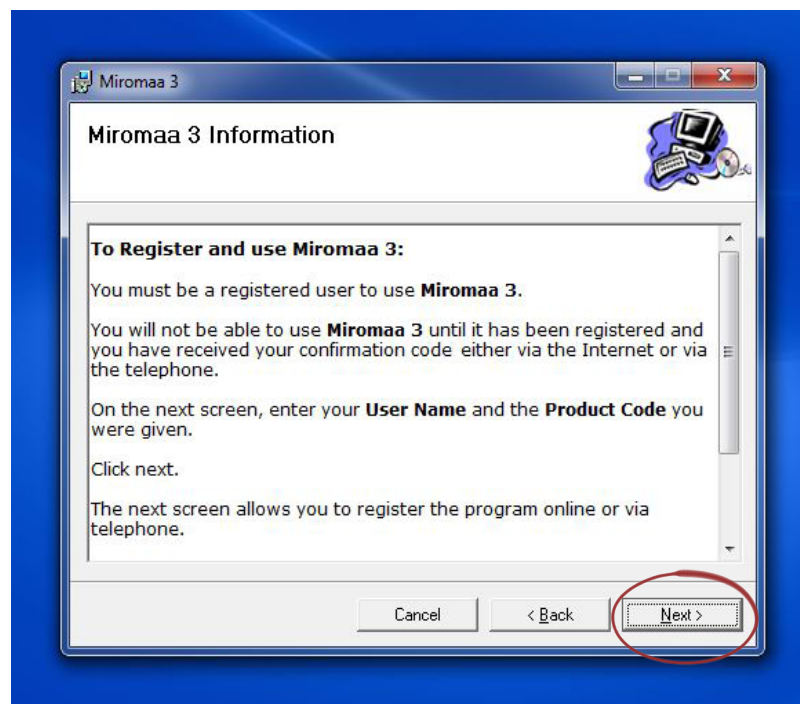 Miromaa 3
Miromaa 3 Information
To Register and use Miromaa 3:
You must be a registered user to use Miromaa 3.
You will not be able to use Miromaa 3 until it has been registered and
you have received your confirmation code either via the Internet or via
the telephone.
On the next screen, enter your User Name and the Product Code you
were given.
Click next.
The next screen allows you to register the program online or via
telephone.
Cancel
< Back
Next >